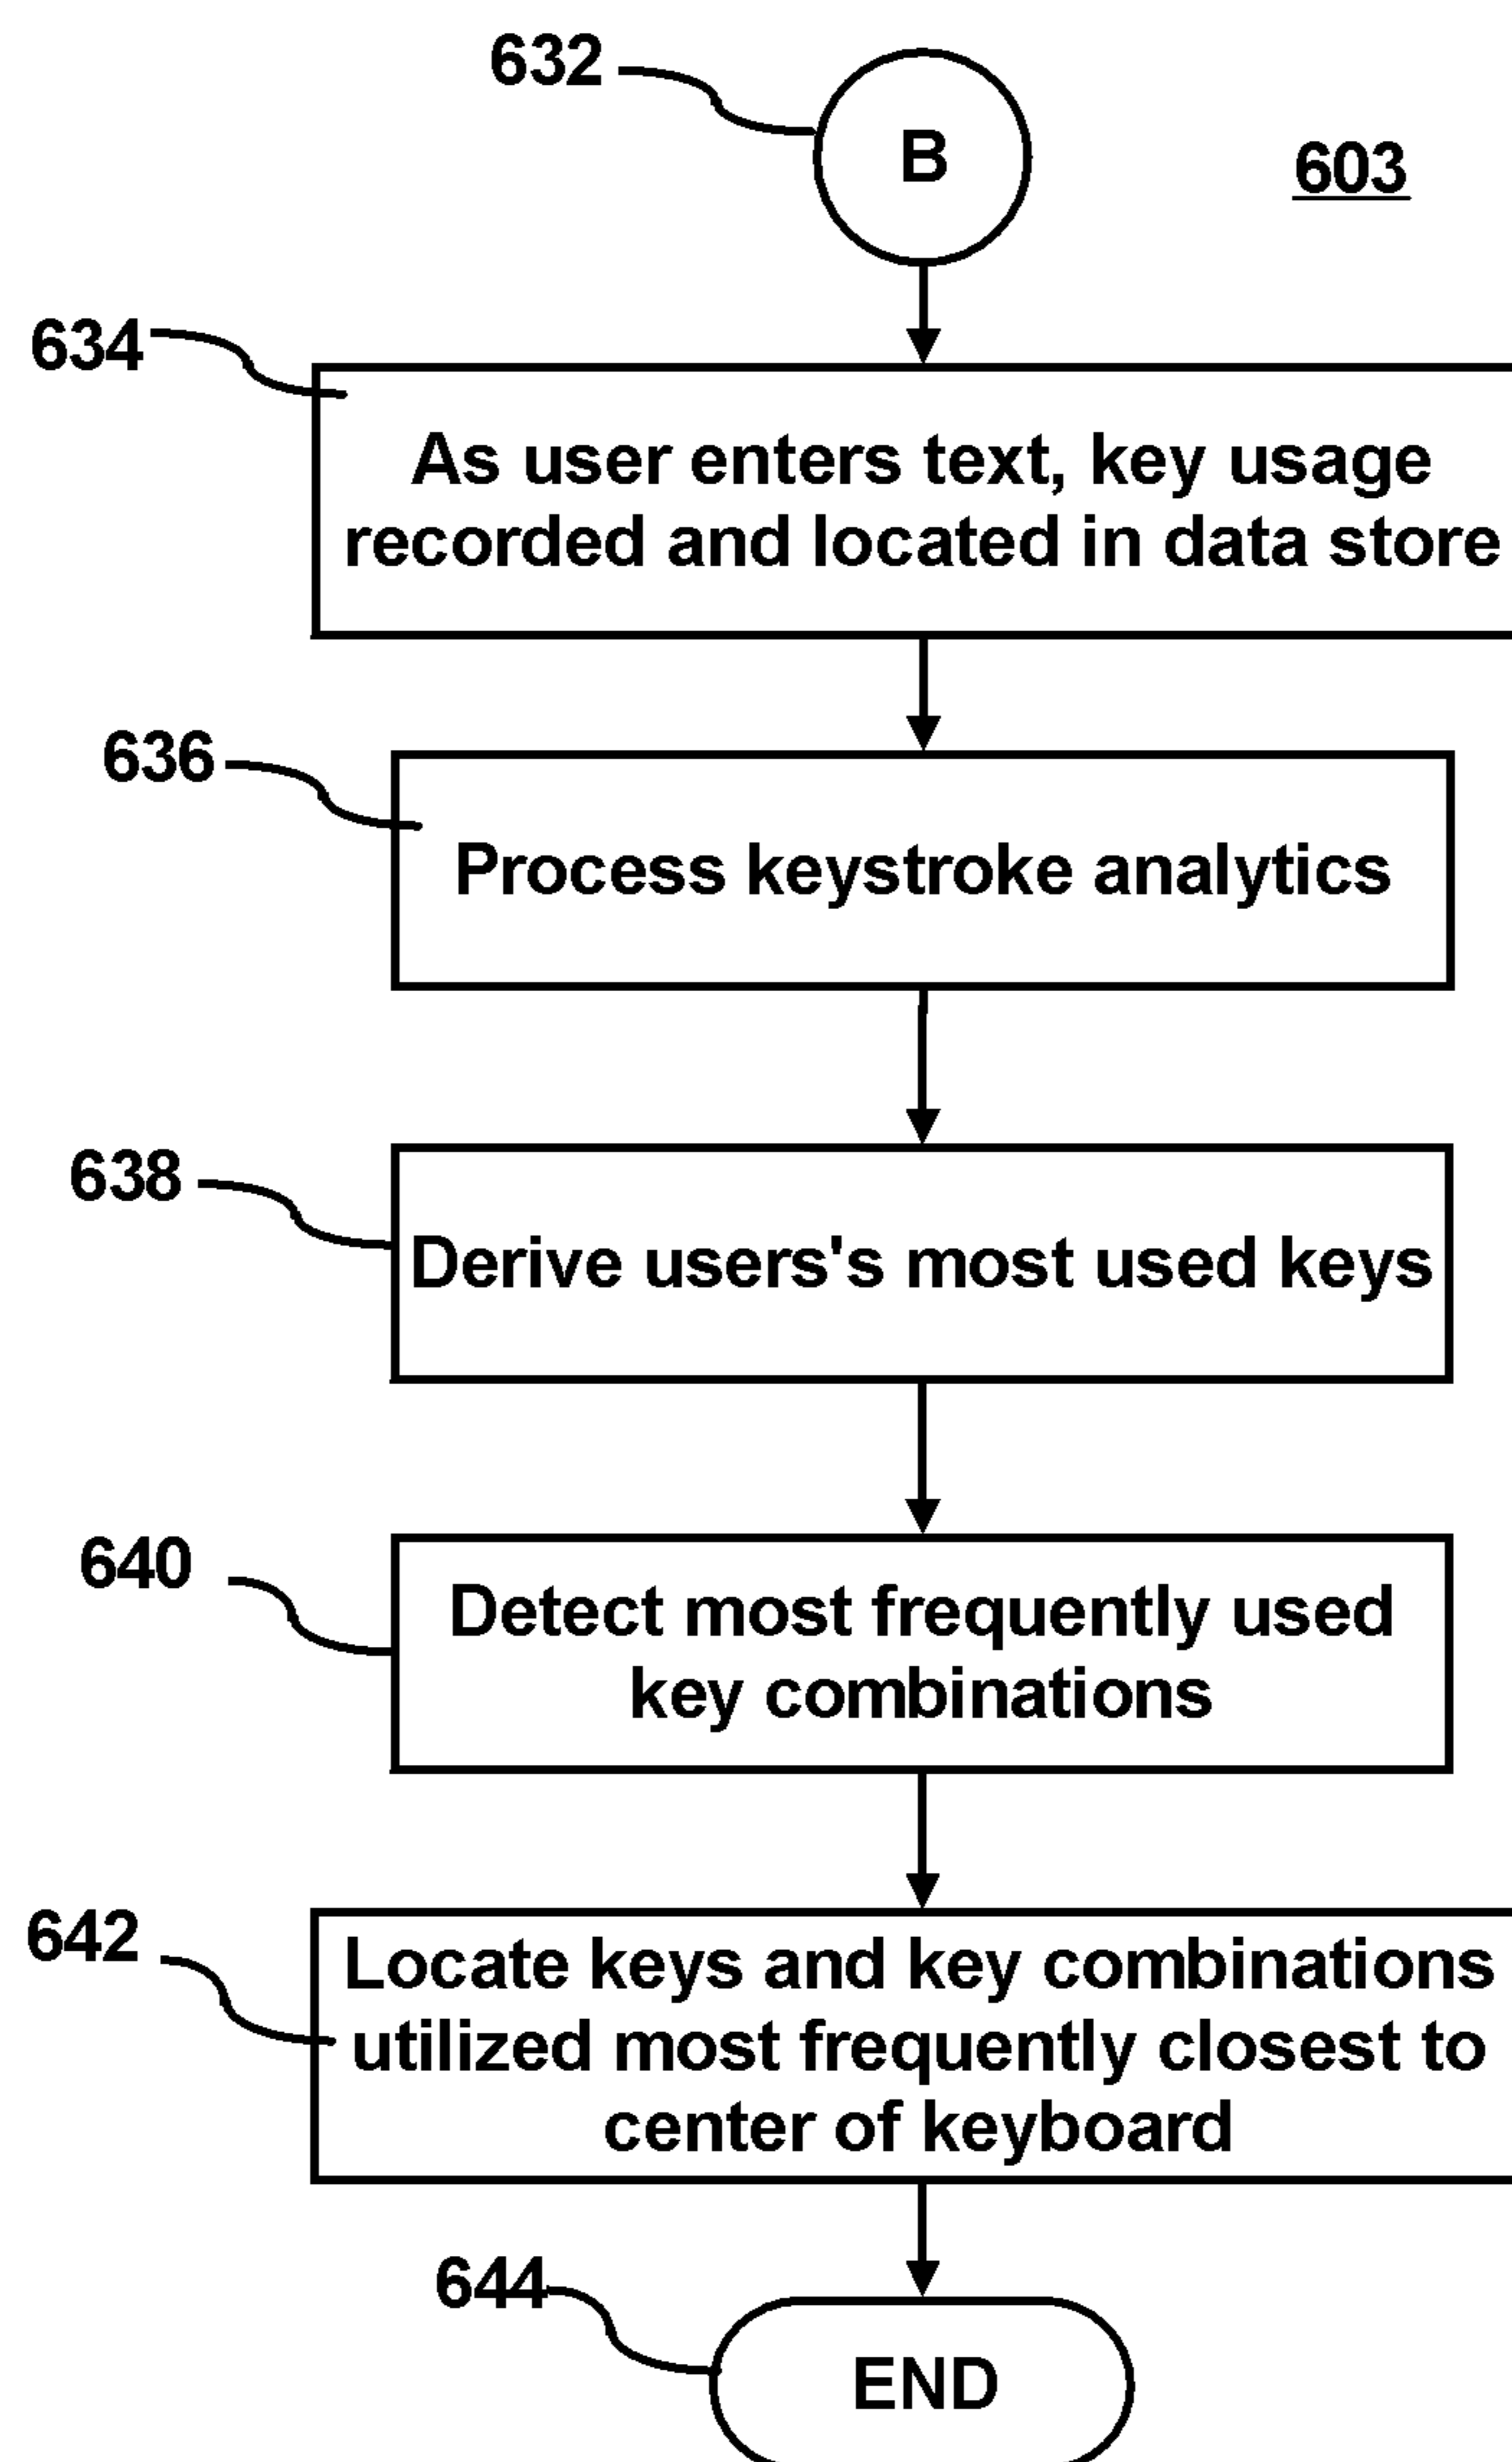 632
B
603
634
As user enters text, key usage
recorded and located in data store
636
Process keystroke analytics
638
Derive users's most used keys
640
Detect most frequently used
key combinations
642
Locate keys and key combinations
utilized most frequently closest to
center of keyboard
644
END